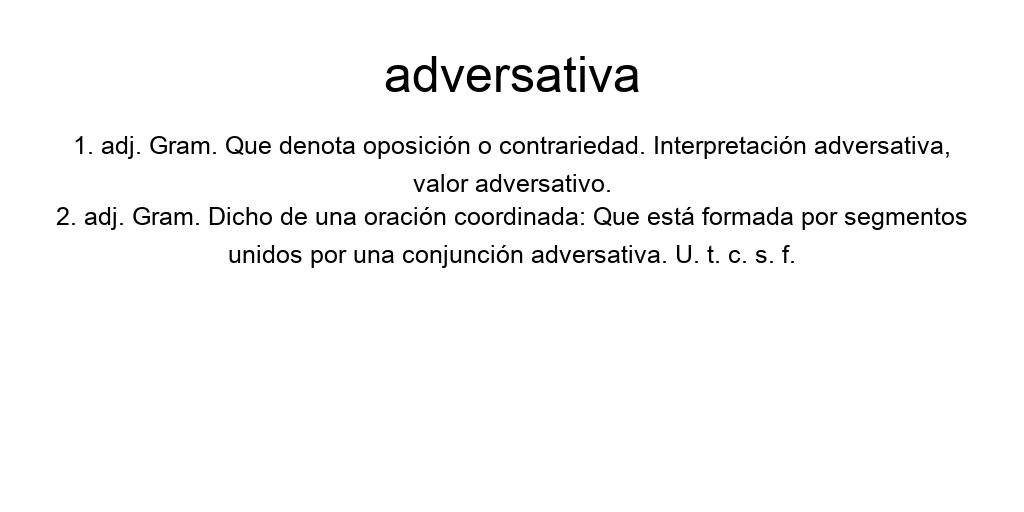 adversativa
1. adj. Gram. Que denota oposición o contrariedad. Interpretación adversativa,
valor adversativo.
2. adj. Gram. Dicho de una oración coordinada: Que está formada por segmentos
unidos por una conjunción adversativa. U. t. c. s. f.